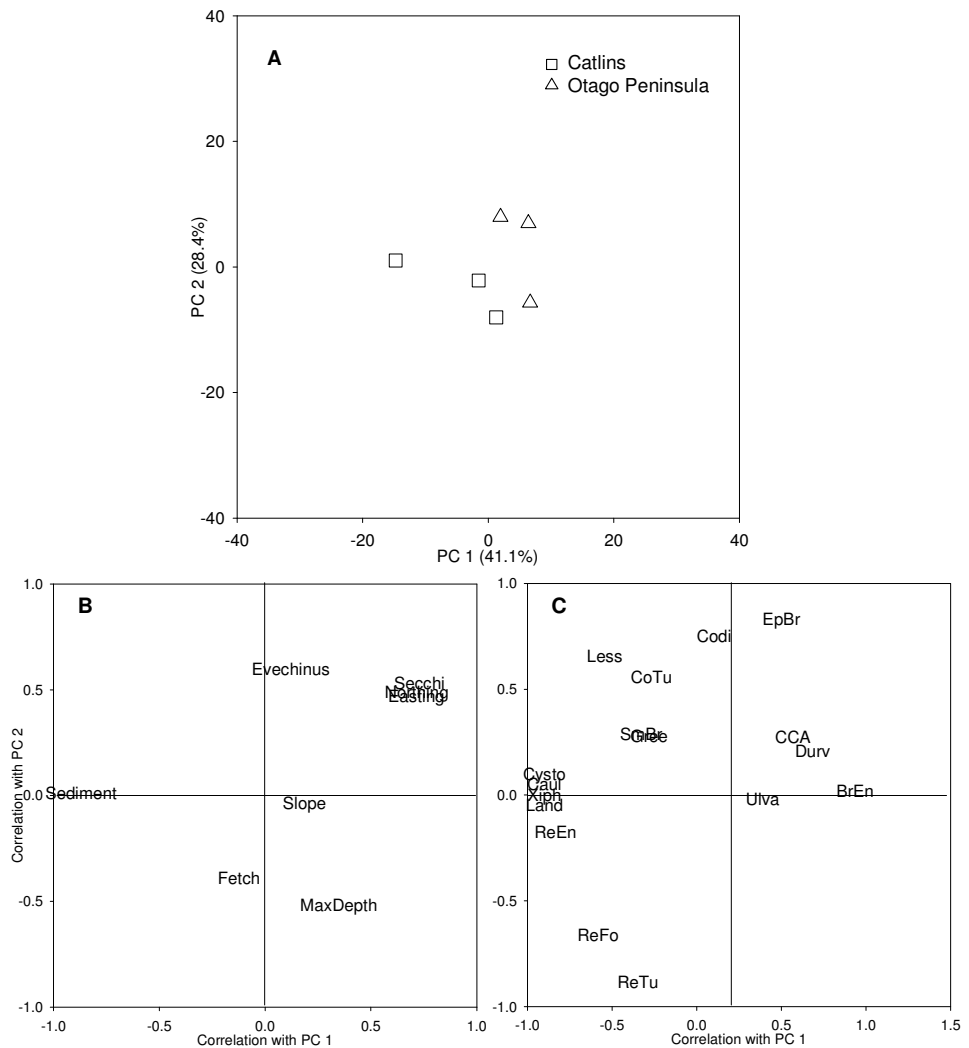 A
Catlins
Otago Peninsula
40
20
0
-20
-40
PC 2 (28.4%)
-40
-20
0
20
40
PC 1 (41.1%)
B
1.0
0.5
0.0
-0.5
-1.0
Correlation with PC 2
Evechinus
Secchi
Northing
Easting
Sediment
Slope
Fetch
MaxDepth
-1.0
-0.5
0.0
0.5
1.0
Correlation with PC 1
C
1.0
0.5
0.0
-0.5
-1.0
EpBr
Codi
Less
CoTu
SmBr
Gree
CCA
Durv
Cysto
Caul
Xiph
Land
BrEn
Ulva
ReEn
ReFo
ReTu
-1.0
-0.5
0.0
0.5
1.0
1.5
Correlation with PC 1